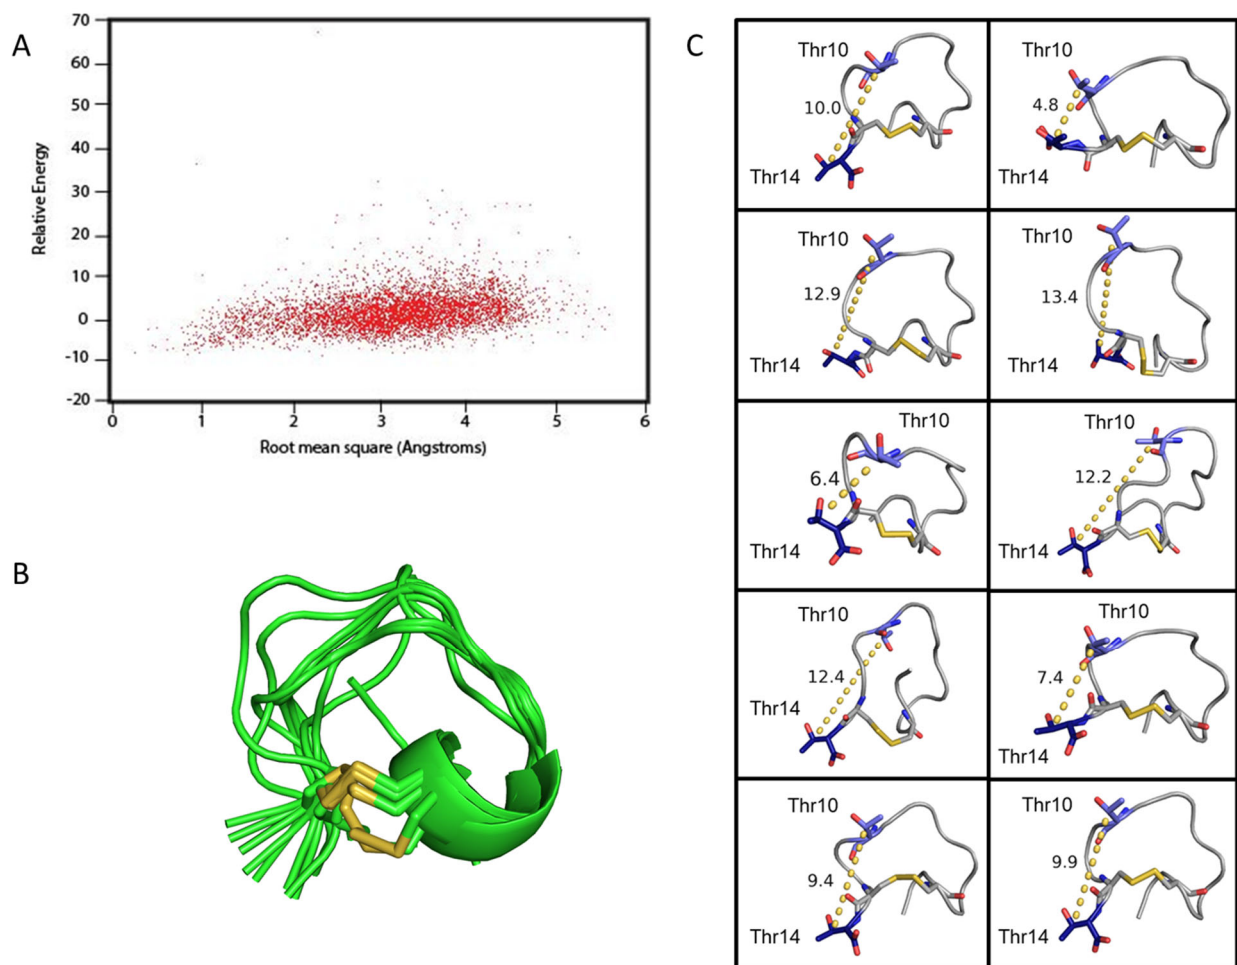 A
70
60
50
40
30
20
10
0
-10
-20
Relative Energy
0 1 2 3 4 5 6
Root mean square (Angstroms)
B
C
Thr10
10.0
Thr14
Thr10
4.8
Thr14
Thr10
12.9
Thr14
Thr10
13.4
Thr14
Thr10
6.4
Thr14
Thr10
12.2
Thr14
Thr10
12.4
Thr14
Thr10
7.4
Thr14
Thr10
9.4
Thr14
Thr10
9.9
Thr14